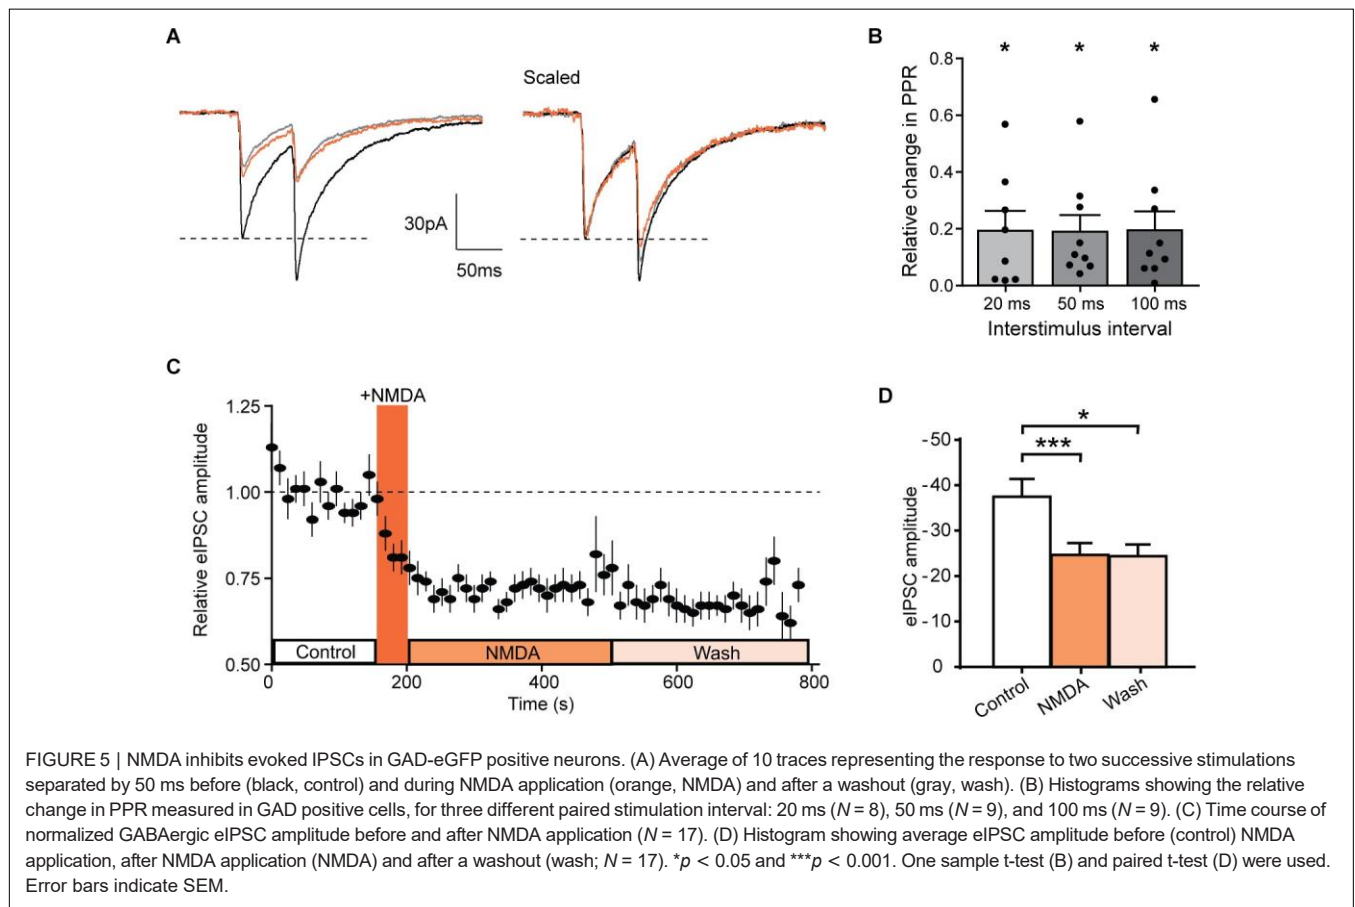 A
Scaled
30pA
50ms
B
* * *
Relative change in PPR
0.8
0.6
0.4
0.2
0.0
20 ms 50 ms 100 ms
Interstimulus interval
C
+NMDA
Relative eIPSC amplitude
1.25
1.00
0.75
0.50
Control NMDA Wash
0 200 400 600 800
Time (s)
D
*
***
eIPSC amplitude
-50
-40
-30
-20
-10
0
Control NMDA Wash
FIGURE 5 | NMDA inhibits evoked IPSCs in GAD-eGFP positive neurons. (A) Average of 10 traces representing the response to two successive stimulations
separated by 50 ms before (black, control) and during NMDA application (orange, NMDA) and after a washout (gray, wash). (B) Histograms showing the relative
change in PPR measured in GAD positive cells, for three different paired stimulation interval: 20 ms (N = 8), 50 ms (N = 9), and 100 ms (N = 9). (C) Time course of
normalized GABAergic eIPSC amplitude before and after NMDA application (N = 17). (D) Histogram showing average eIPSC amplitude before (control) NMDA
application, after NMDA application (NMDA) and after a washout (wash; N = 17). *p < 0.05 and ***p < 0.001. One sample t-test (B) and paired t-test (D) were used.
Error bars indicate SEM.